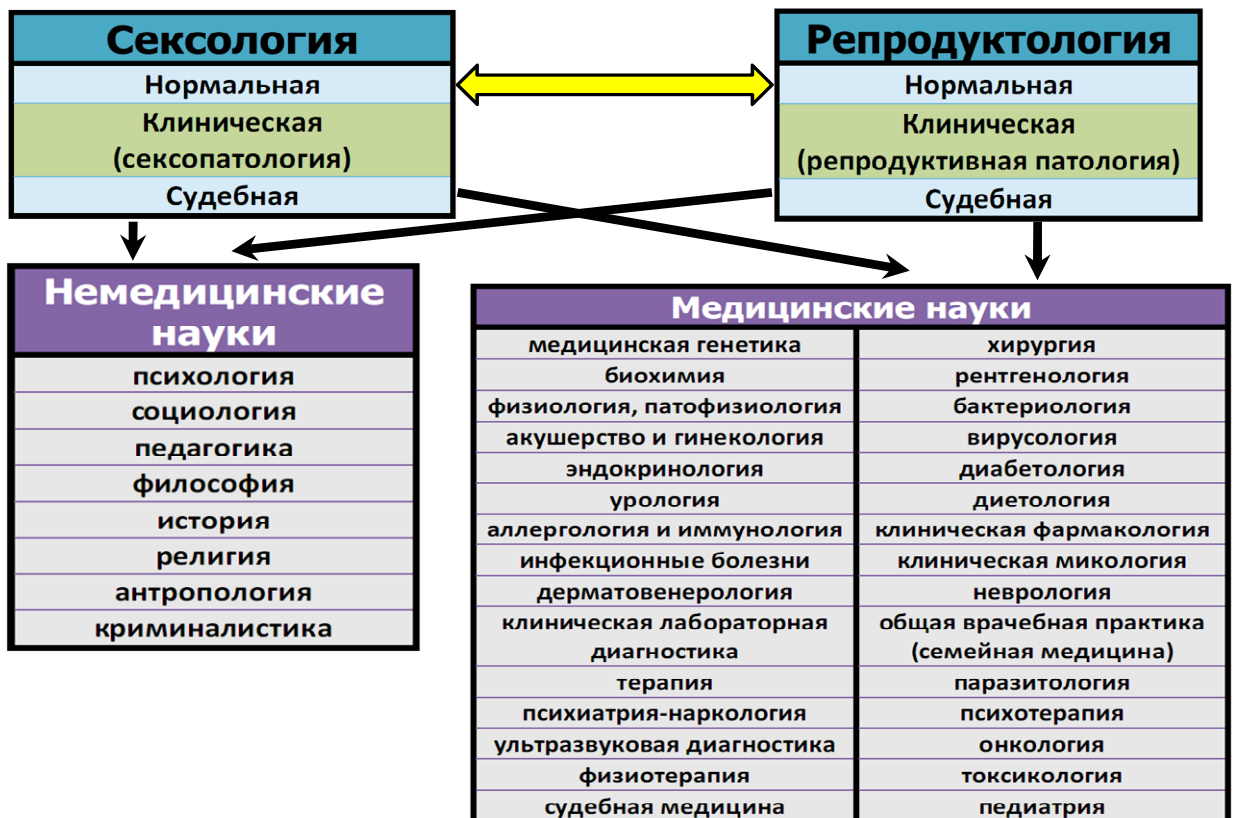 Сексология
Нормальная
Клиническая
(сексопатология)
Судебная
Репродуктология
Нормальная
Клиническая
(репродуктивная патология)
Судебная
Немедицинские
науки
психология
социология
педагогика
философия
история
религия
антропология
криминалистика
Медицинские науки
медицинская генетика
биохимия
физиология, патофизиология
акушерство и гинекология
эндокринология
урология
аллергология и иммунология
инфекционные болезни
дерматовенерология
клиническая лабораторная
диагностика
терапия
психиатрия-наркология
ультразвуковая диагностика
физиотерапия
судебная медицина
хирургия
рентгенология
бактериология
вирусология
диабетология
диетология
клиническая фармакология
клиническая микология
неврология
общая врачебная практика
(семейная медицина)
паразитология
психотерапия
онкология
токсикология
педиатрия